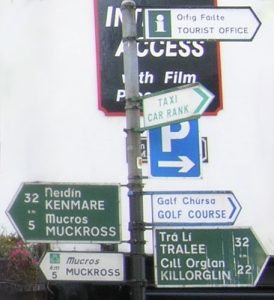 i
Oifig Fáilte
TOURIST OFFICE
ACCESS
with Film
TAXI
CAR RANK
P
32 km Neidín
KENMARE
5 Mucros
MUCKROSS
Galf Chúrsa
GOLF COURSE
Trá Lí 32
TRALEE km
Cill Orglan
KILLORGLIN 22
km Mucros
5 MUCKROSS